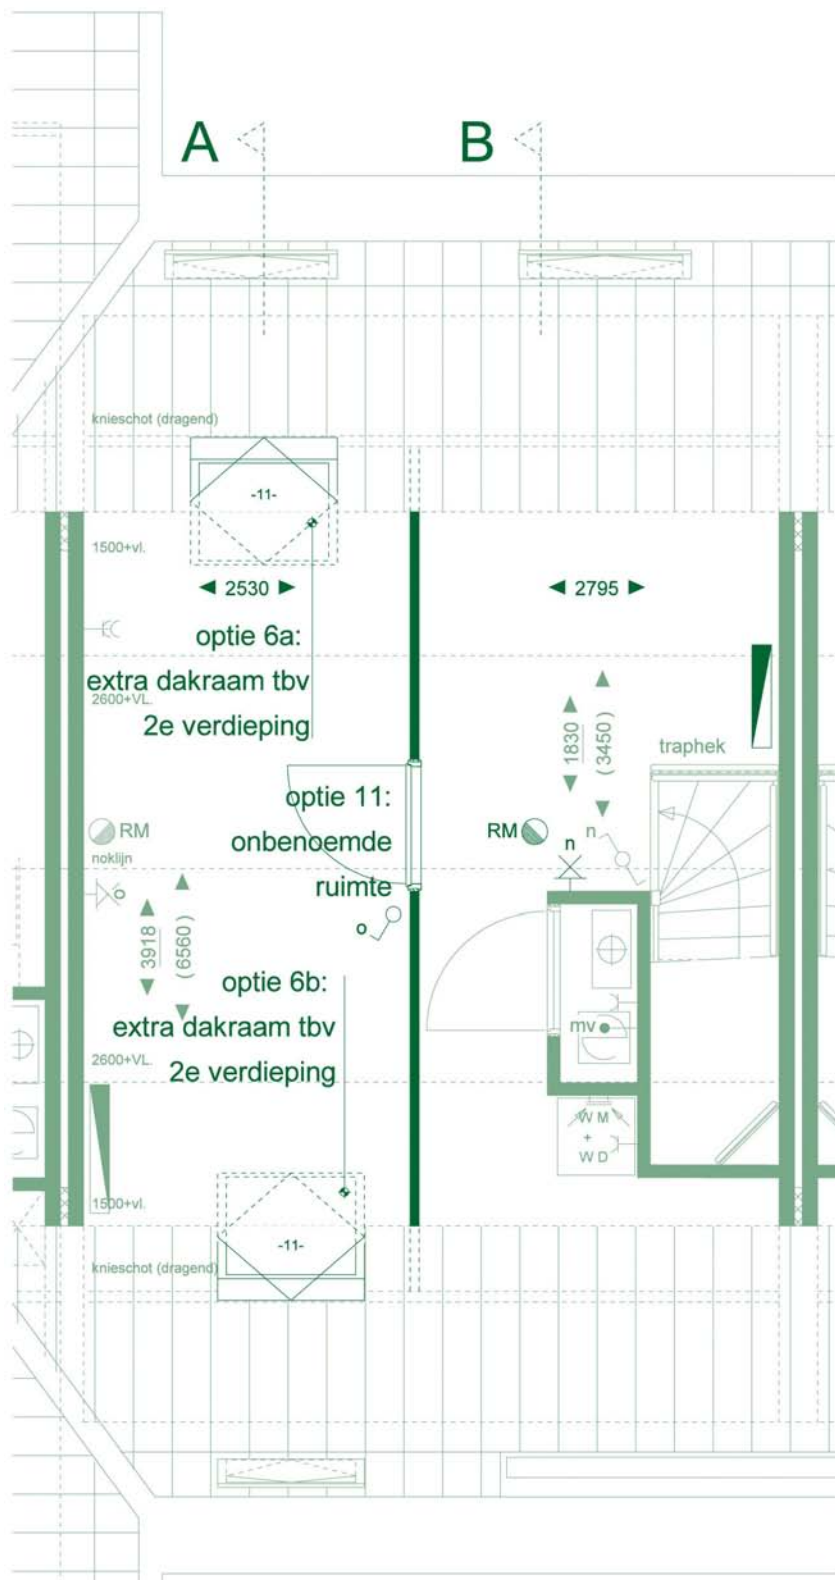 A
B
knieschot (dragend)
-11-
1500+vl.
2530
2795
optie 6a:
extra dakraam tbv
2600+VL.
2e verdieping
1830
(3450)
traphek
optie 11:
RM
RM
n
n
onbenoemde
noklijn
ruimte
o
3918
(6560)
o
optie 6b:
extra dakraam tbv
mv
2600+VL.
2e verdieping
WM
+
WD
1500+vl.
-11-
knieschot (dragend)